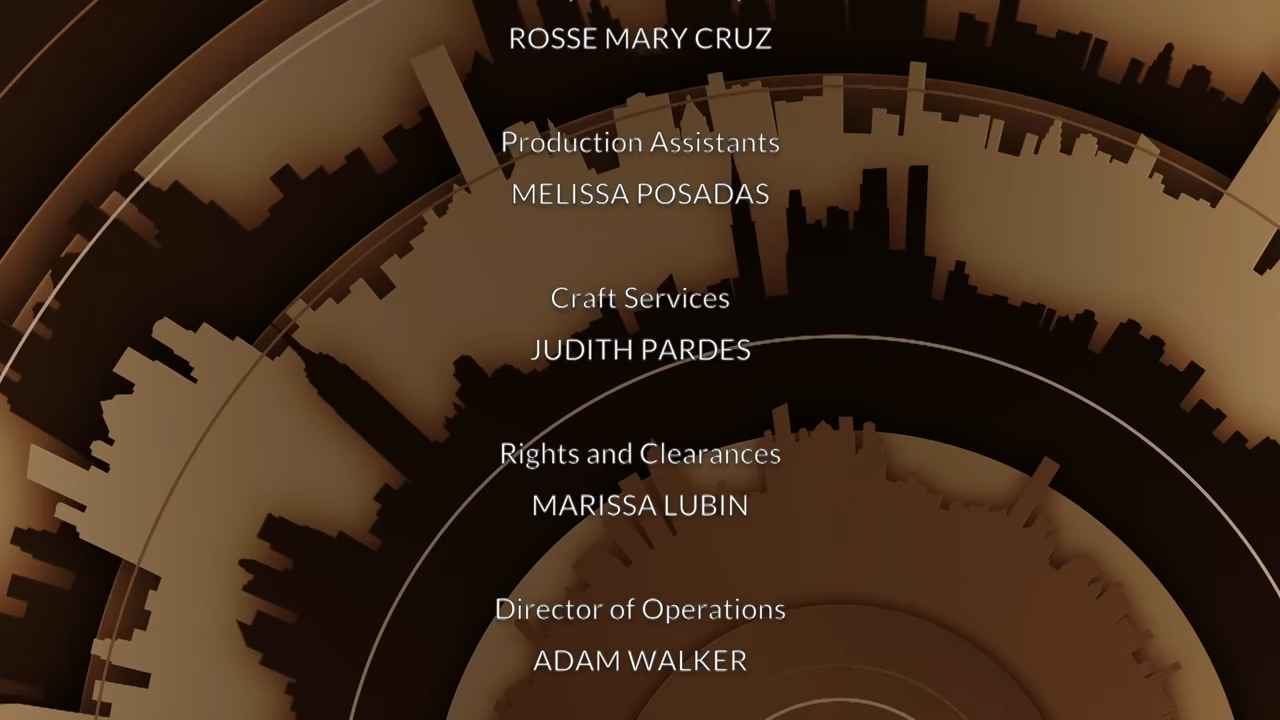 ROSSE MARY CRUZ
Production Assistants
MELISSA POSADAS
Craft Services
JUDITH PARDES
Rights and Clearances
MARISSA LUBIN
Director of Operations
ADAM WALKER